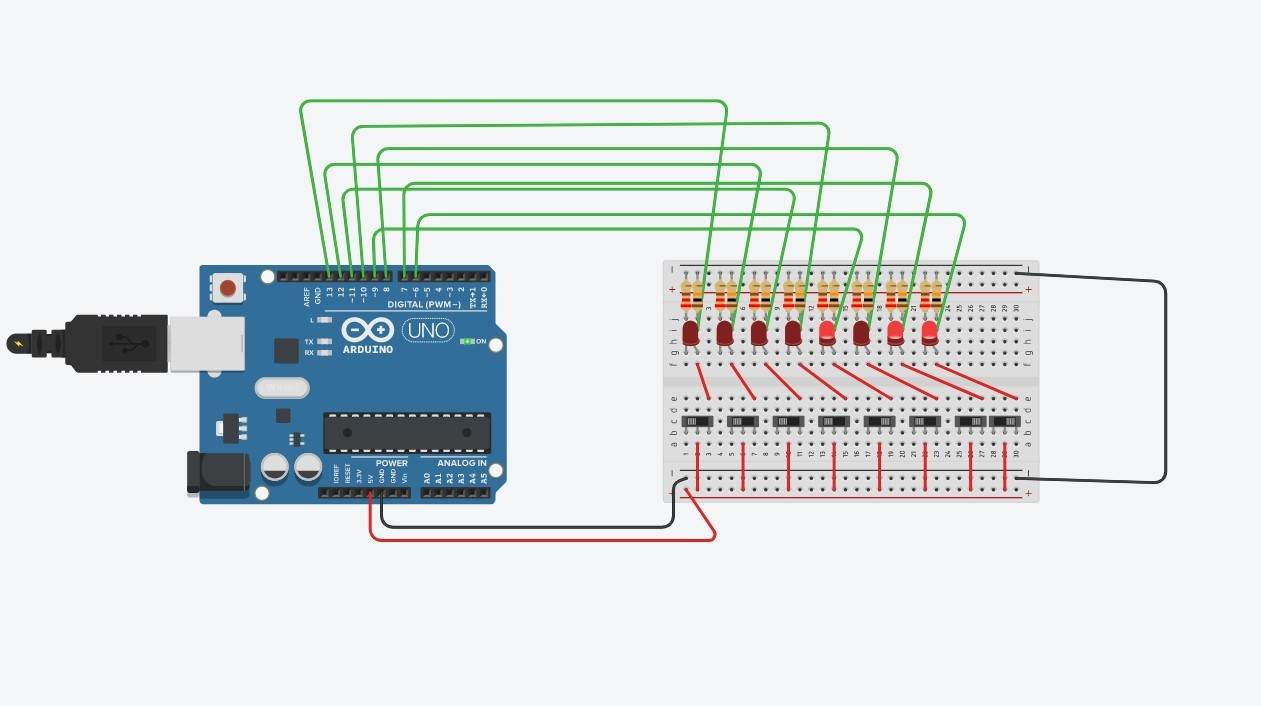 AREF
GND
13
12
~11
~10
~9
8
7
~6
~5
4
~3
2
TX→1
RX←0
DIGITAL (PWM~)
L
TX
RX
UNO
ARDUINO
ON
POWER
ANALOG IN
IOREF
RESET
3.3V
5V
GND
GND
Vin
A0
A1
A2
A3
A4
A5
j
i
h
g
f
e
d
c
b
a
j
i
h
g
f
e
d
c
b
a